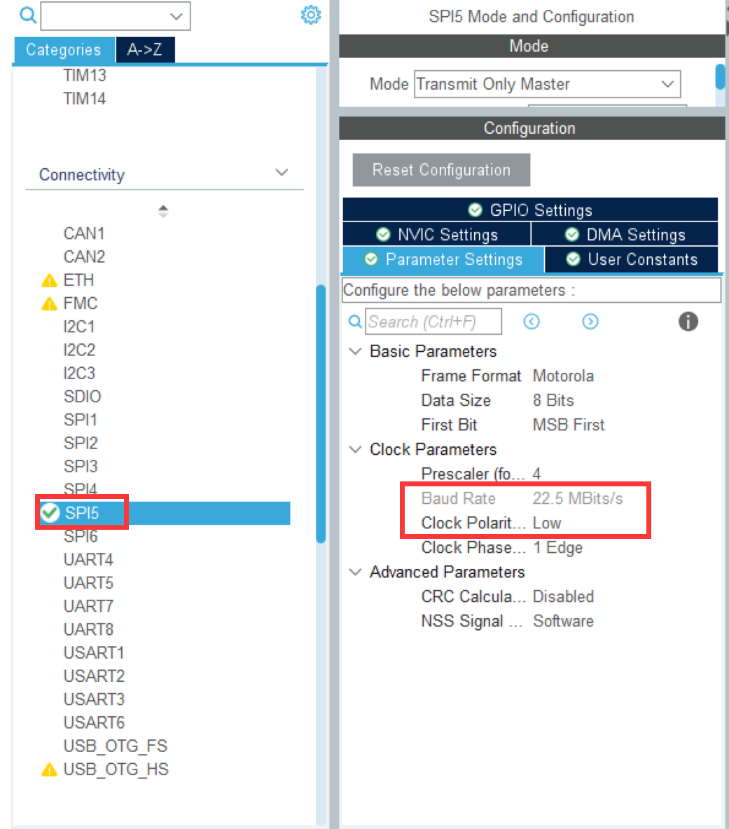 Categories
A->Z
TIM13
TIM14
Connectivity
CAN1
CAN2
ETH
FMC
I2C1
I2C2
I2C3
SDIO
SPI1
SPI2
SPI3
SPI4
SPI5
SPI6
UART4
UART5
UART7
UART8
USART1
USART2
USART3
USART6
USB_OTG_FS
USB_OTG_HS
SPI5 Mode and Configuration
Mode
Mode Transmit Only Master
Configuration
Reset Configuration
GPIO Settings
NVIC Settings
DMA Settings
Parameter Settings
User Constants
Configure the below parameters :
Search (Ctrl+F)
Basic Parameters
Frame Format Motorola
Data Size 8 Bits
First Bit MSB First
Clock Parameters
Prescaler (fo... 4
Baud Rate 22.5 MBits/s
Clock Polarit... Low
Clock Phase... 1 Edge
Advanced Parameters
CRC Calcula... Disabled
NSS Signal ... Software